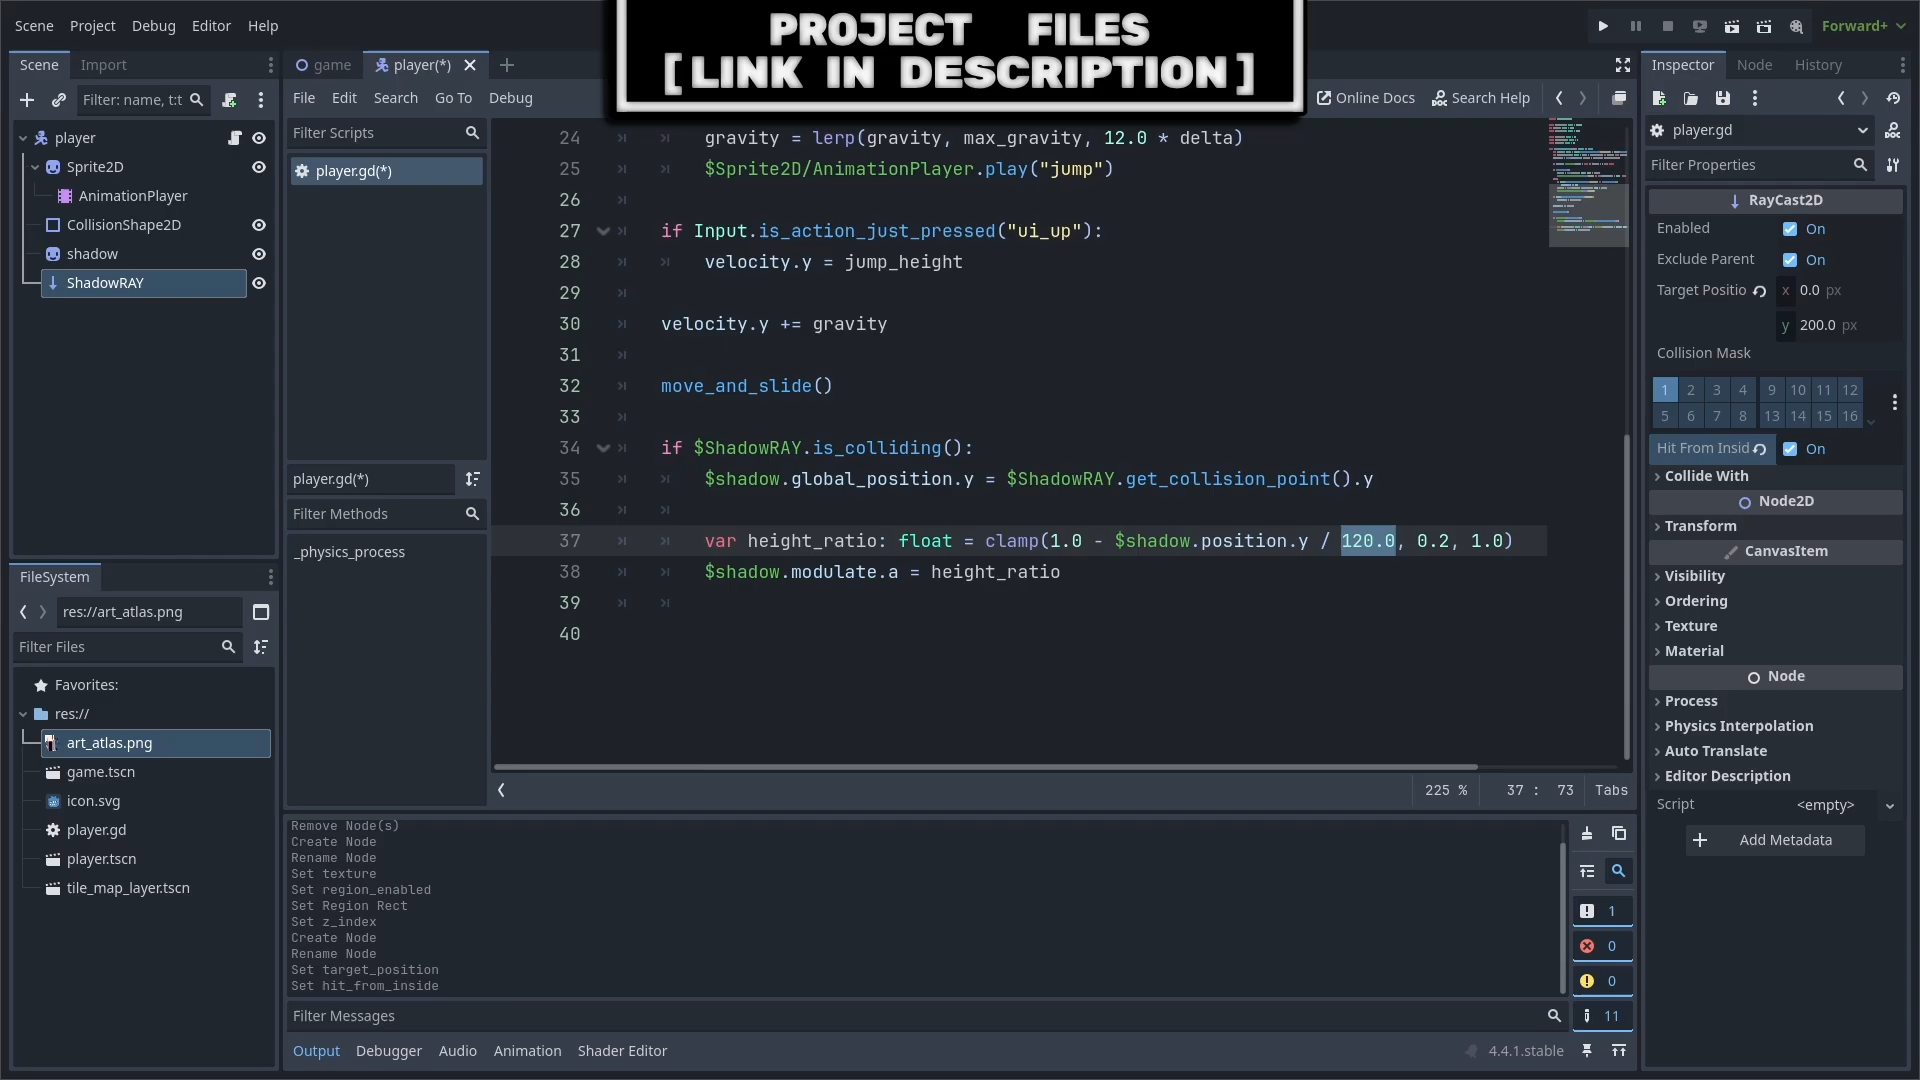 Scene Project Debug Editor Help
PROJECT FILES
[LINK IN DESCRIPTION]
Forward+
Scene Import
game player(*)
Inspector Node History
Filter: name, t:t
File Edit Search Go To Debug
Online Docs Search Help
player
Sprite2D
AnimationPlayer
CollisionShape2D
shadow
ShadowRAY
Filter Scripts
player.gd(*)
player.gd(*)
Filter Methods
_physics_process
24 gravity = lerp(gravity, max_gravity, 12.0 * delta)
25 $Sprite2D/AnimationPlayer.play("jump")
26
27 if Input.is_action_just_pressed("ui_up"):
28 velocity.y = jump_height
29
30 velocity.y += gravity
31
32 move_and_slide()
33
34 if $ShadowRAY.is_colliding():
35 $shadow.global_position.y = $ShadowRAY.get_collision_point().y
36
37 var height_ratio: float = clamp(1.0 - $shadow.position.y / 120.0, 0.2, 1.0)
38 $shadow.modulate.a = height_ratio
39
40
225 % 37 : 73 Tabs
FileSystem
res://art_atlas.png
Filter Files
Favorites:
res://
art_atlas.png
game.tscn
icon.svg
player.gd
player.tscn
tile_map_layer.tscn
Remove Node(s)
Create Node
Rename Node
Set texture
Set region_enabled
Set Region Rect
Set z_index
Create Node
Rename Node
Set target_position
Set hit_from_inside
Filter Messages
1
0
0
11
Output Debugger Audio Animation Shader Editor
4.4.1.stable
player.gd
Filter Properties
RayCast2D
Enabled On
Exclude Parent On
Target Positio x 0.0 px
y 200.0 px
Collision Mask
1 2 3 4 9 10 11 12
5 6 7 8 13 14 15 16
Hit From Insid On
Collide With
Node2D
Transform
CanvasItem
Visibility
Ordering
Texture
Material
Node
Process
Physics Interpolation
Auto Translate
Editor Description
Script <empty>
Add Metadata